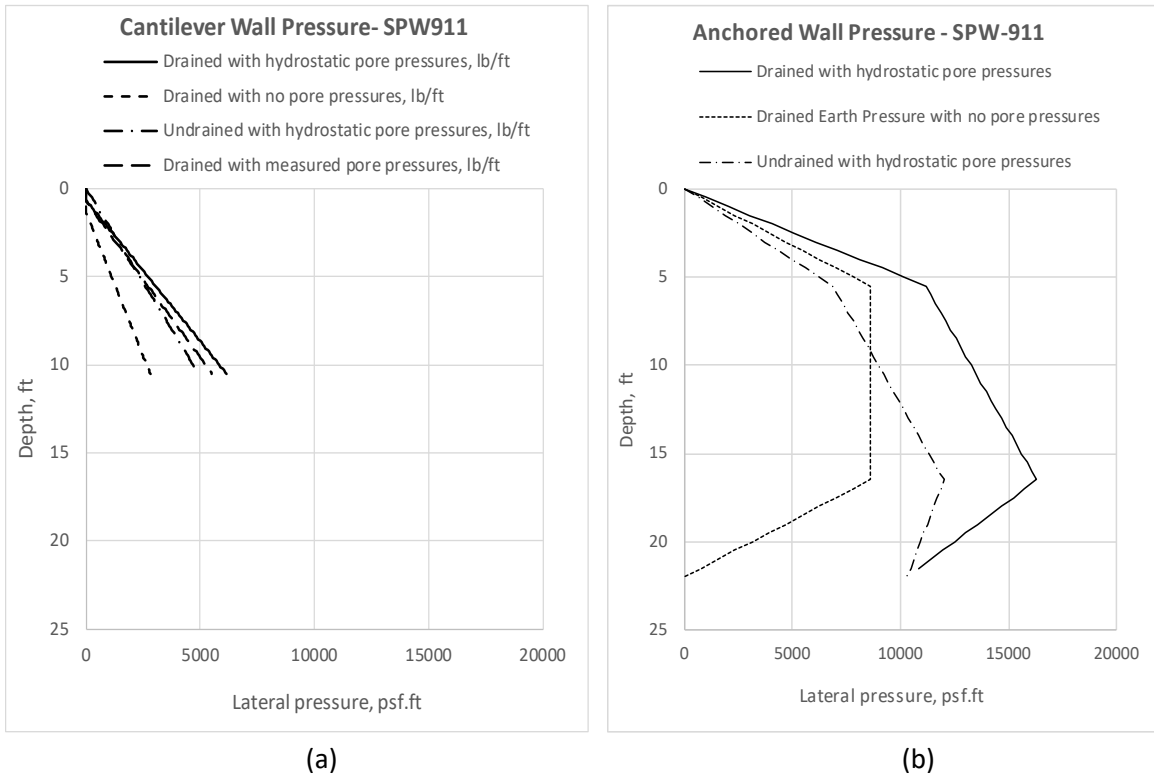 Cantilever Wall Pressure- SPW911
Drained with hydrostatic pore pressures, lb/ft
Drained with no pore pressures, lb/ft
Undrained with hydrostatic pore pressures, lb/ft
Drained with measured pore pressures, lb/ft
0
5
10
15
20
25
Depth, ft
0 5000 10000 15000 20000
Lateral pressure, psf.ft
(a)
Anchored Wall Pressure - SPW-911
Drained with hydrostatic pore pressures
Drained Earth Pressure with no pore pressures
Undrained with hydrostatic pore pressures
0
5
10
15
20
25
Depth, ft
0 5000 10000 15000 20000
Lateral pressure, psf.ft
(b)